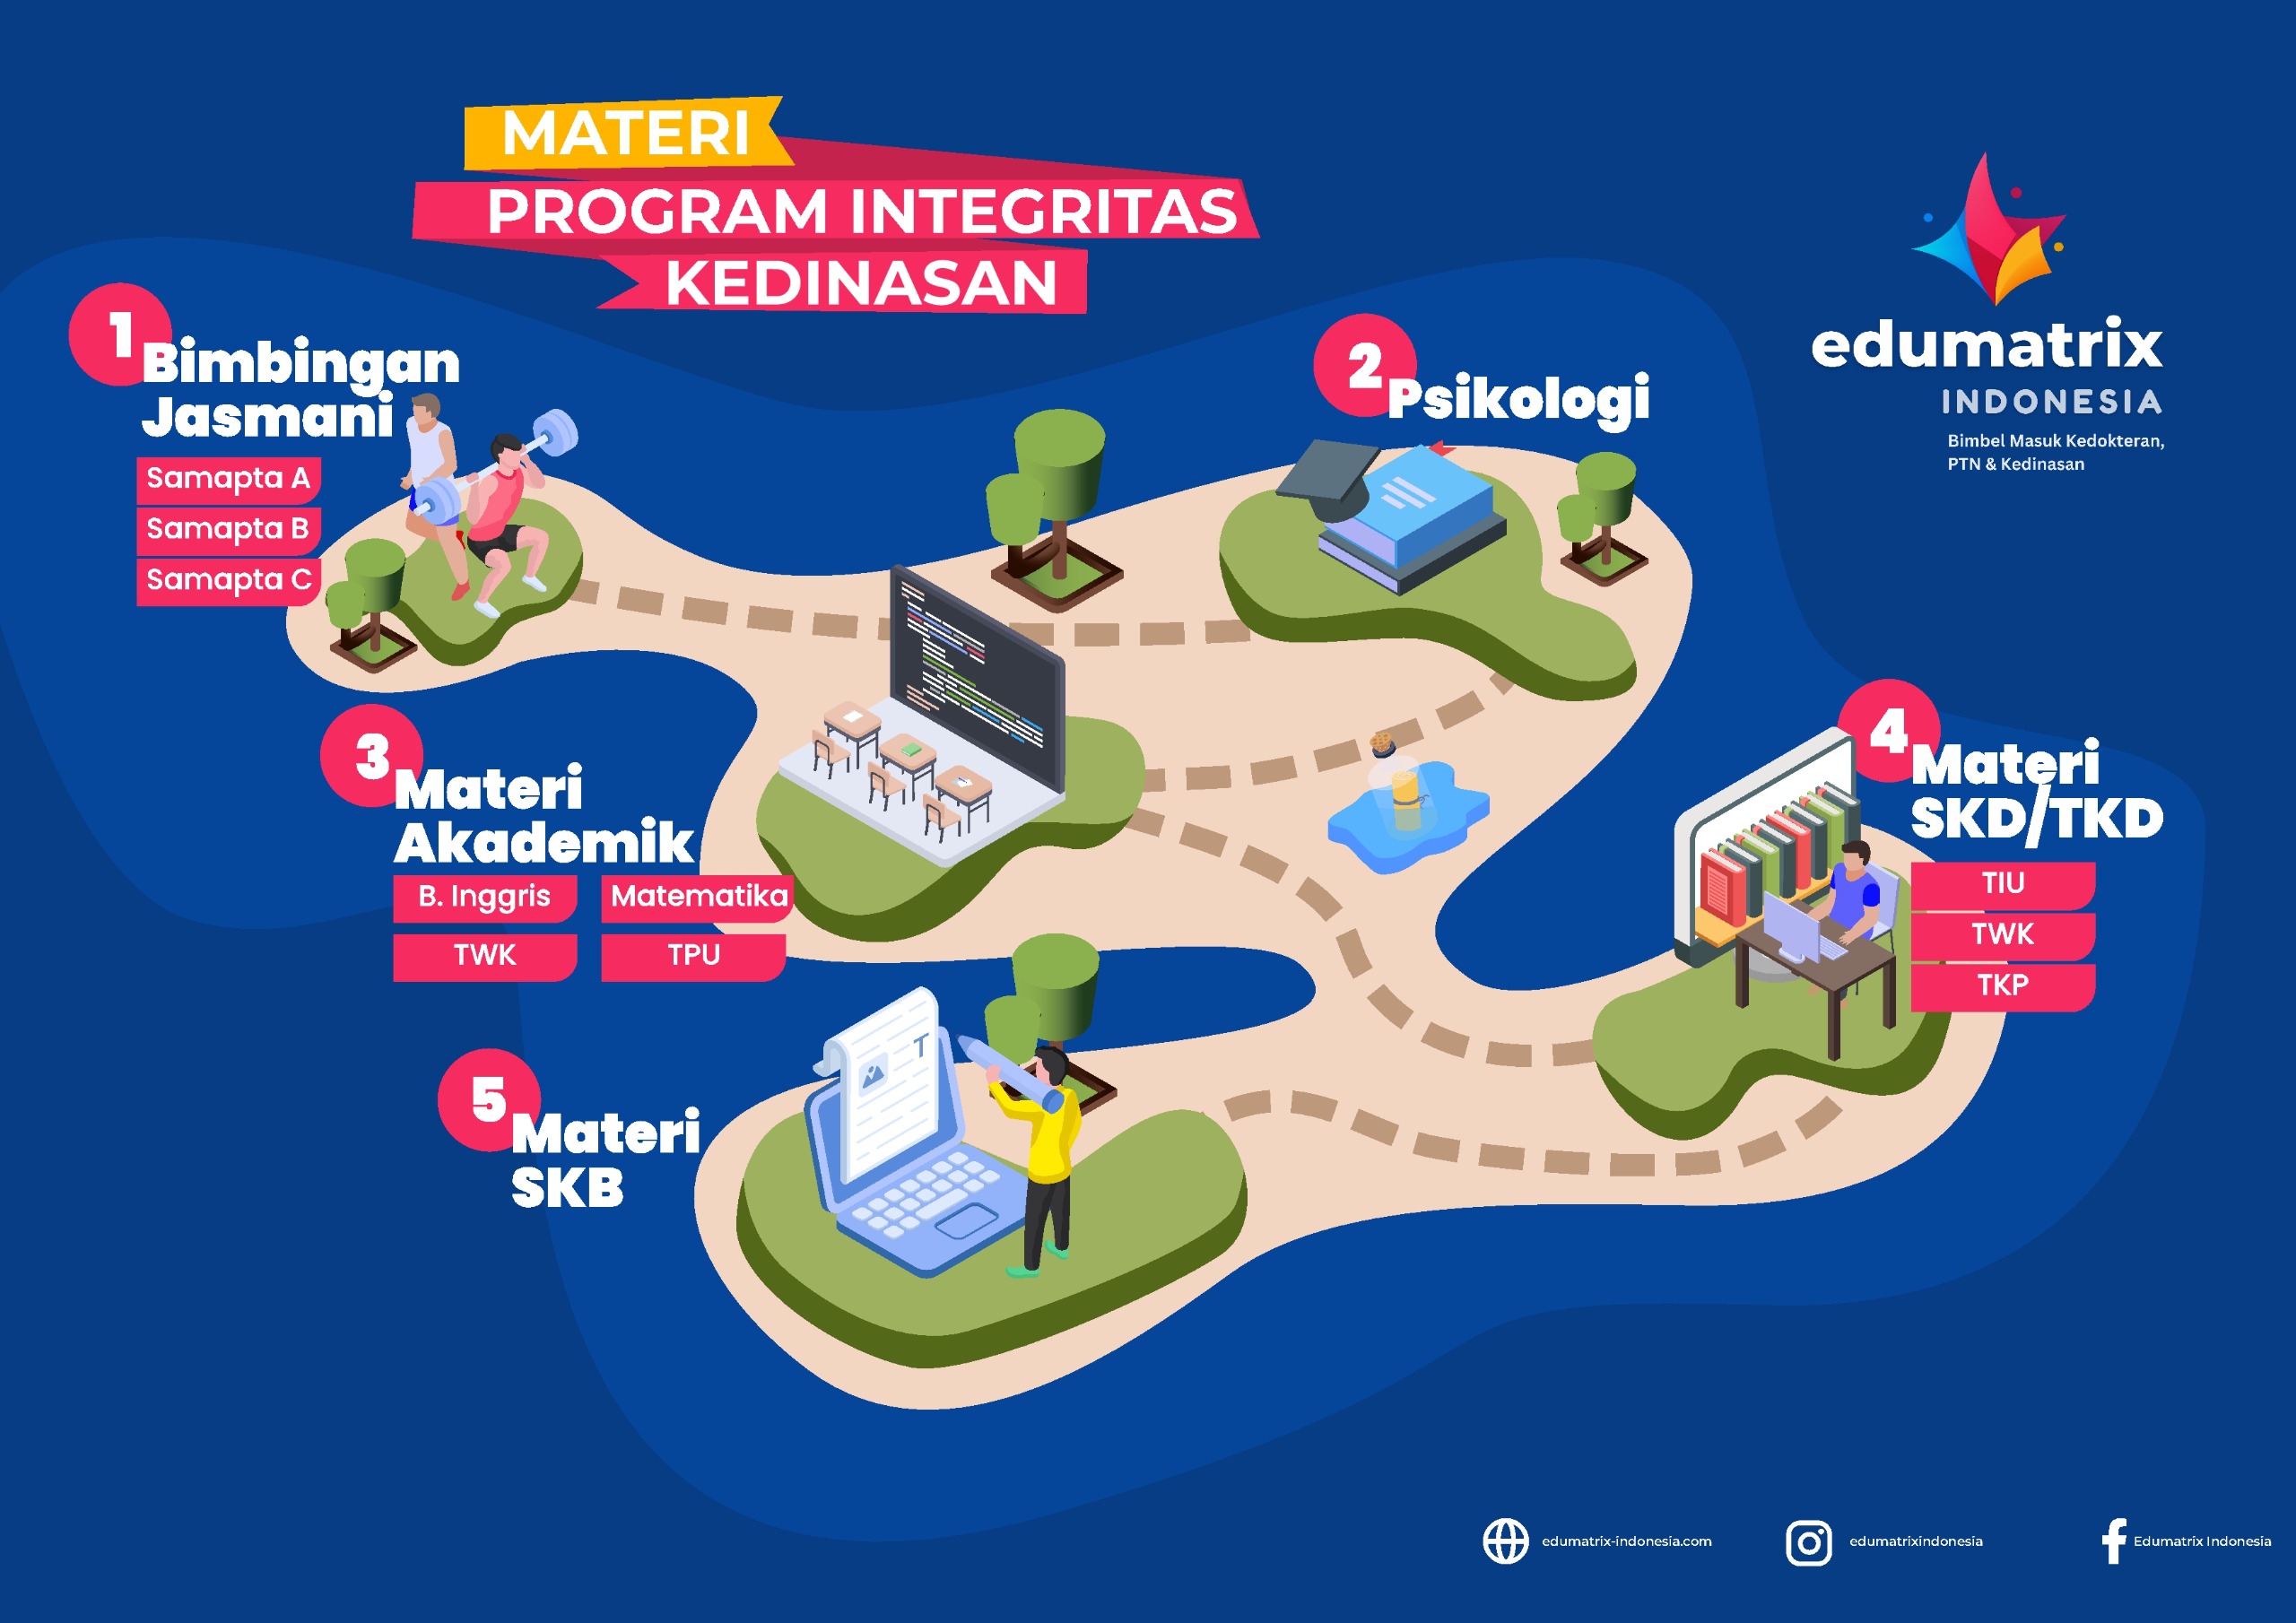 MATERI
PROGRAM INTEGRITAS
KEDINASAN
edumatrix
INDONESIA
Bimbel Masuk Kedokteran,
PTN & Kedinasan
1
Bimbingan
Jasmani
Samapta A
Samapta B
Samapta C
2
Psikologi
3
Materi
Akademik
B. Inggris
Matematika
TWK
TPU
4
Materi
SKD/TKD
TIU
TWK
TKP
5
Materi
SKB
T
edumatrix-indonesia.com
edumatrixindonesia
Edumatrix Indonesia